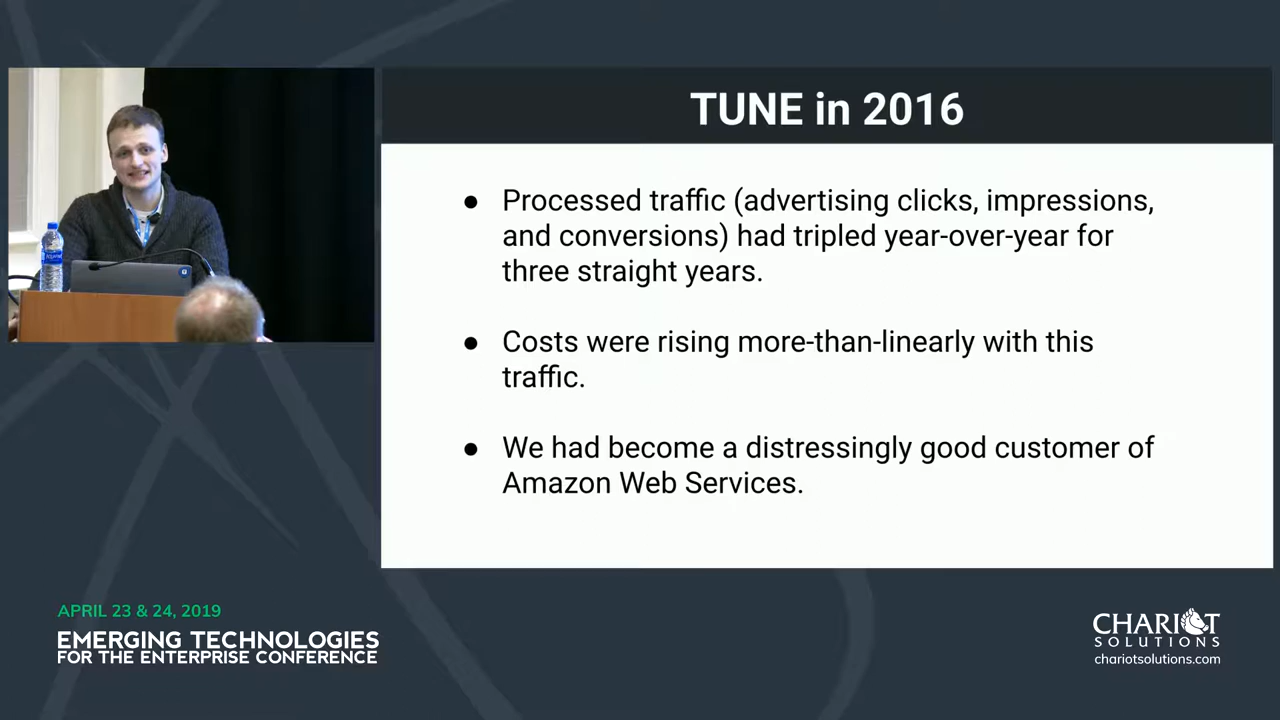 TUNE in 2016
● Processed traffic (advertising clicks, impressions,
and conversions) had tripled year-over-year for
three straight years.
● Costs were rising more-than-linearly with this
traffic.
● We had become a distressingly good customer of
Amazon Web Services.
APRIL 23 & 24, 2019
EMERGING TECHNOLOGIES
FOR THE ENTERPRISE CONFERENCE
CHARIOT
SOLUTIONS
chariotsolutions.com